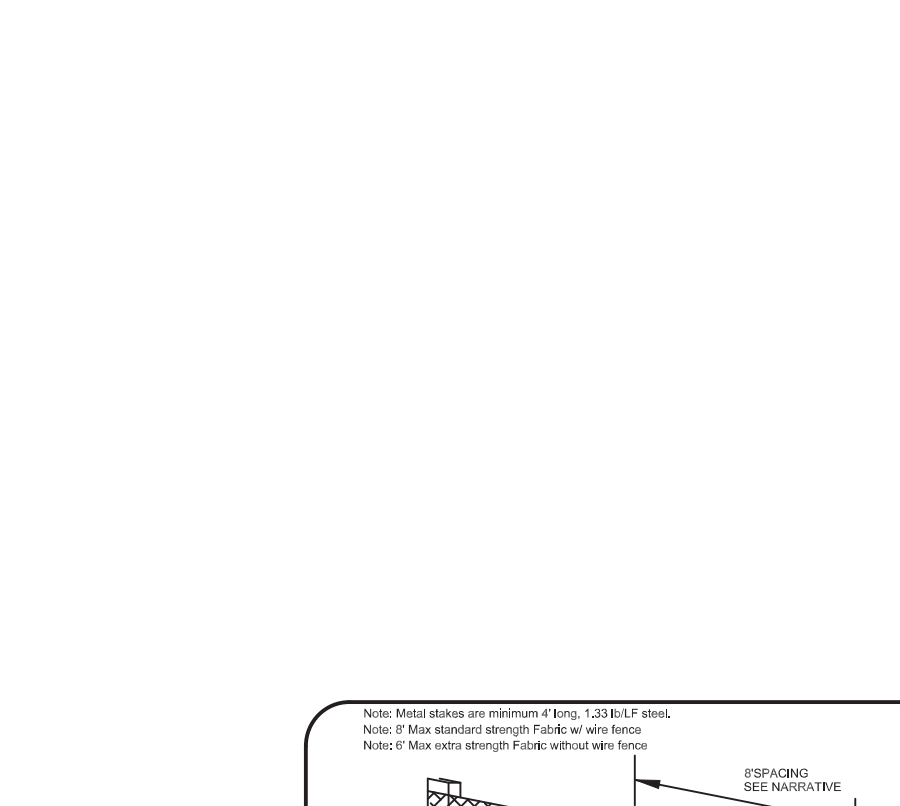 Note: Metal stakes are minimum 4' long, 1.33 lb/LF steel.
Note: 8' Max standard strength Fabric w/ wire fence
Note: 6' Max extra strength Fabric without wire fence
8'SPACING
SEE NARRATIVE